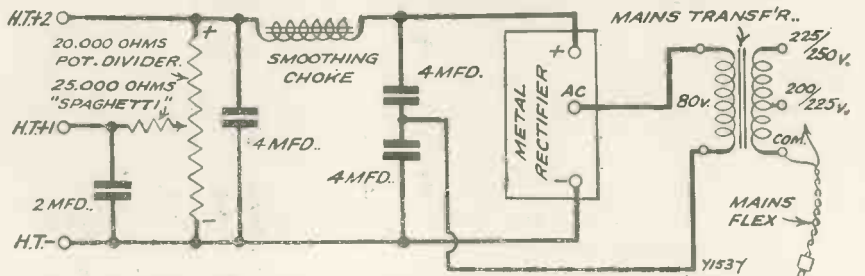 H.T.+2
20.000 OHMS
POT. DIVIDER.
25.000 OHMS
"SPAGHETTI"
H.T.+1
2 MFD..
H.T.-
+
-
SMOOTHING
CHOKE
4 MFD..
4 MFD.
4 MFD..
METAL
RECTIFIER
+
AC
-
MAINS TRANSF'R..
80v.
225/
250V.
200/
225V.
COM.
MAINS
FLEX
Y1537